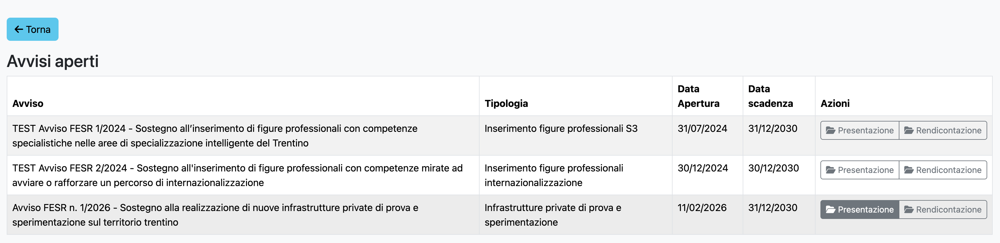 Torna
Avvisi aperti
Avviso
Tipologia
Data
Apertura
Data
scadenza
Azioni
TEST Avviso FESR 1/2024 - Sostegno all’inserimento di figure professionali con competenze
specialistiche nelle aree di specializzazione intelligente del Trentino
Inserimento figure professionali S3
31/07/2024
31/12/2030
Presentazione
Rendicontazione
TEST Avviso FESR 2/2024 - Sostegno all'inserimento di figure professionali con competenze mirate ad
avviare o rafforzare un percorso di internazionalizzazione
Inserimento figure professionali
internazionalizzazione
30/12/2024
30/12/2030
Presentazione
Rendicontazione
Avviso FESR n. 1/2026 - Sostegno alla realizzazione di nuove infrastrutture private di prova e
sperimentazione sul territorio trentino
Infrastrutture private di prova e
sperimentazione
11/02/2026
31/12/2030
Presentazione
Rendicontazione